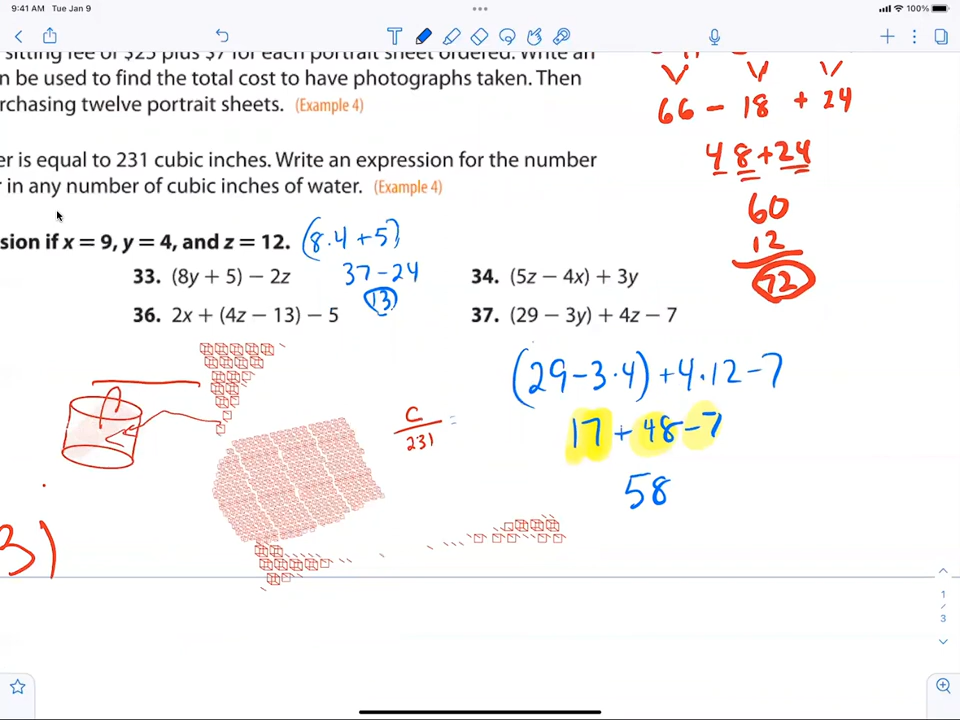 9:41 AM Tue Jan 9
100%
sitting fee of $25 plus $7 for each portrait sheet ordered. Write an
n be used to find the total cost to have photographs taken. Then
rchasing twelve portrait sheets. (Example 4)
66 - 18 + 24
48+24
60
12
72
er is equal to 231 cubic inches. Write an expression for the number
r in any number of cubic inches of water. (Example 4)
sion if x = 9, y = 4, and z = 12.
(8·4 +5)
37-24
13
33. (8y + 5) − 2z
34. (5z − 4x) + 3y
36. 2x + (4z − 13) − 5
37. (29 − 3y) + 4z − 7
(29-3·4)+4·12-7
17+48-7
58
C
231
=
3)
1
/
3